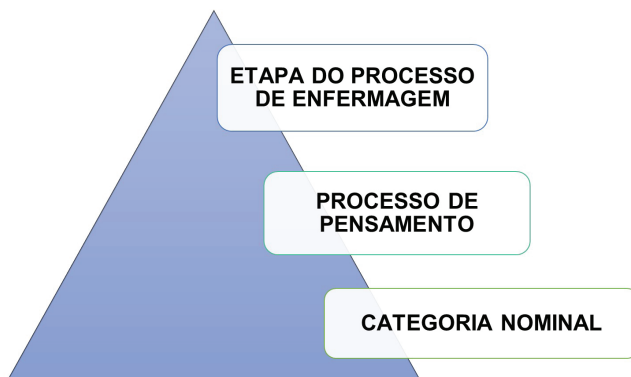 ETAPA DO PROCESSO
DE ENFERMAGEM
PROCESSO DE
PENSAMENTO
CATEGORIA NOMINAL